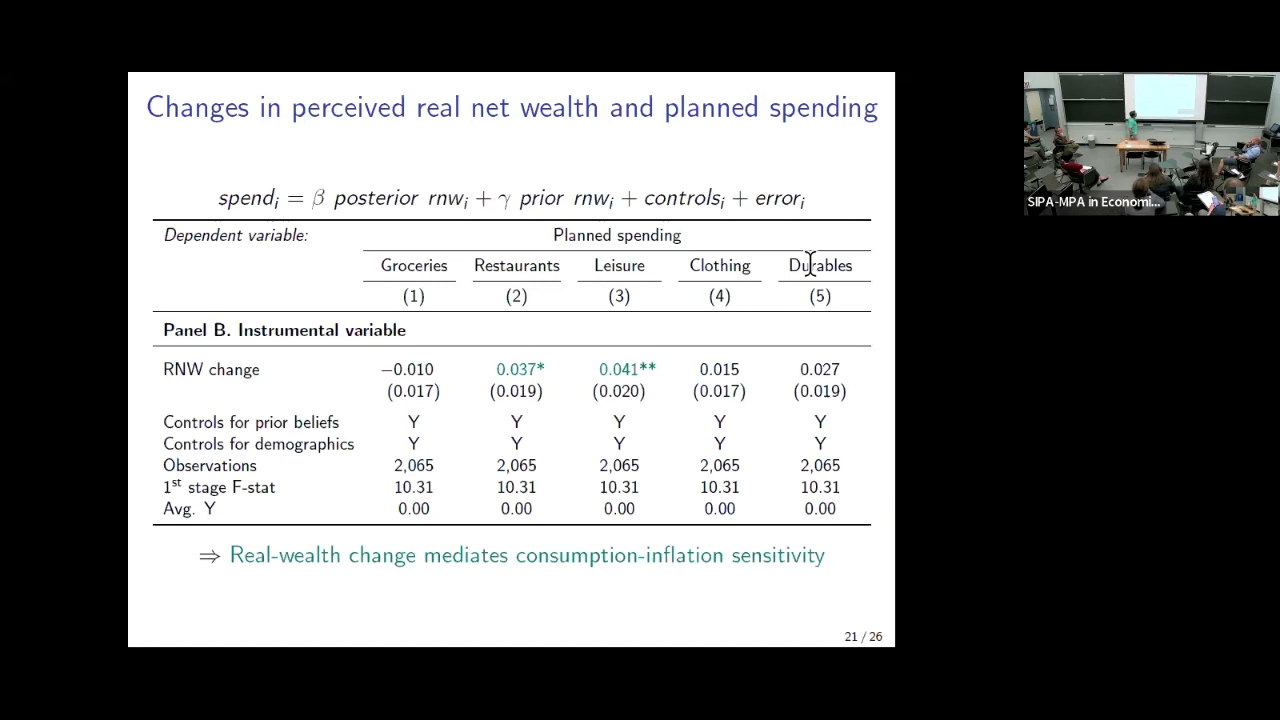 Changes in perceived real net wealth and planned spending
spend_i = β posterior rnw_i + γ prior rnw_i + controls_i + error_i
Dependent variable: Planned spending
Groceries Restaurants Leisure Clothing Durables
(1) (2) (3) (4) (5)
Panel B. Instrumental variable
RNW change −0.010 0.037* 0.041** 0.015 0.027
(0.017) (0.019) (0.020) (0.017) (0.019)
Controls for prior beliefs Y Y Y Y Y
Controls for demographics Y Y Y Y Y
Observations 2,065 2,065 2,065 2,065 2,065
1st stage F-stat 10.31 10.31 10.31 10.31 10.31
Avg. Y 0.00 0.00 0.00 0.00 0.00
⇒ Real-wealth change mediates consumption-inflation sensitivity
21 / 26
SIPA-MPA in Economi...